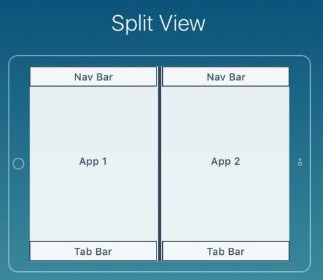 Split View
Nav Bar
Nav Bar
App 1
App 2
Tab Bar
Tab Bar